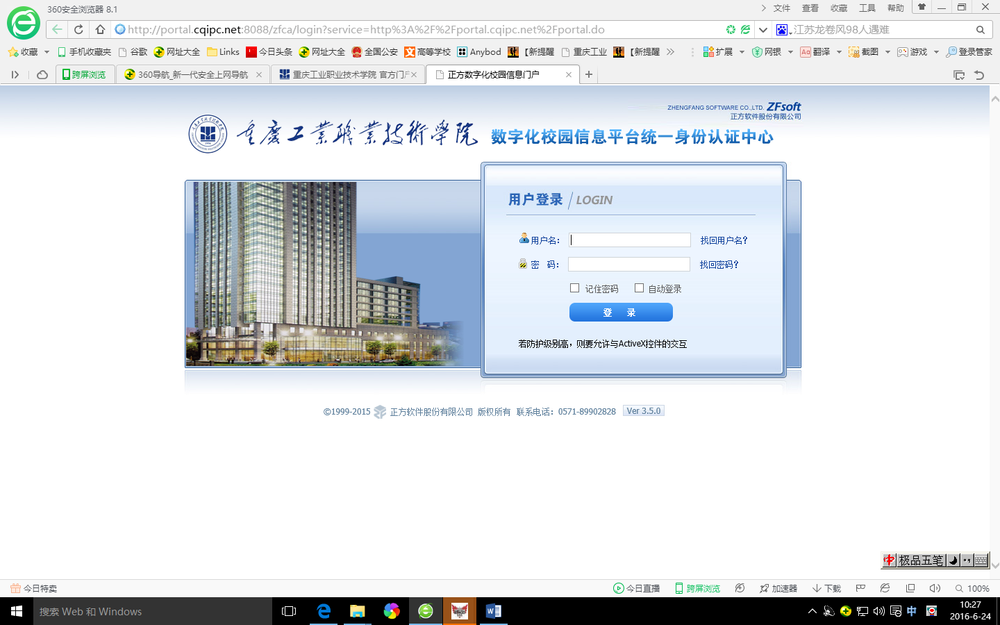 360安全浏览器 8.1
文件 查看 收藏 工具 帮助
http://portal.cqipc.net:8088/zfca/login?service=http%3A%2F%2Fportal.cqipc.net%2Fportal.do
江苏龙卷风98人遇难
收藏 手机收藏夹 谷歌 网址大全 Links 今日头条 网址大全 全国公安 高等学校 Anybod 【新提醒 重庆工业 【新提醒 扩展 网银 翻译 截图 游戏 登录管家
跨屏浏览 360导航_新一代安全上网导航 重庆工业职业技术学院 官方门户 正方数字化校园信息门户
ZHENGFANG SOFTWARE CO.,LTD. ZFsoft
正方软件股份有限公司
重慶工业職業技術學院 数字化校园信息平台统一身份认证中心
用户登录 LOGIN
用户名： 找回用户名?
密 码： 找回密码?
记住密码 自动登录
登 录
若防护级别高，则要允许与ActiveX控件的交互
©1999-2015 正方软件股份有限公司 版权所有 联系电话：0571-89902828 Ver 3.5.0
中 极品五笔
今日特卖 今日直播 跨屏浏览 加速器 下载 100%
搜索 Web 和 Windows
中
10:27
2016-6-24